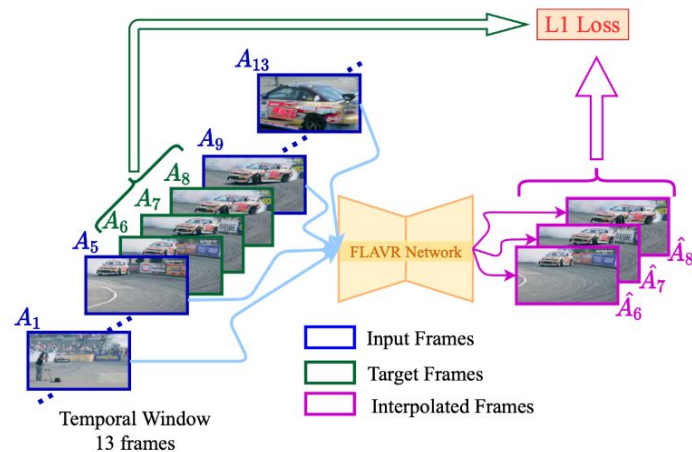 L1 Loss
A₁₃
A₉
A₈
A₇
A₆
A₅
A₁
FLAVR Network
Â₈
Â₇
Â₆
Input Frames
Target Frames
Interpolated Frames
Temporal Window
13 frames